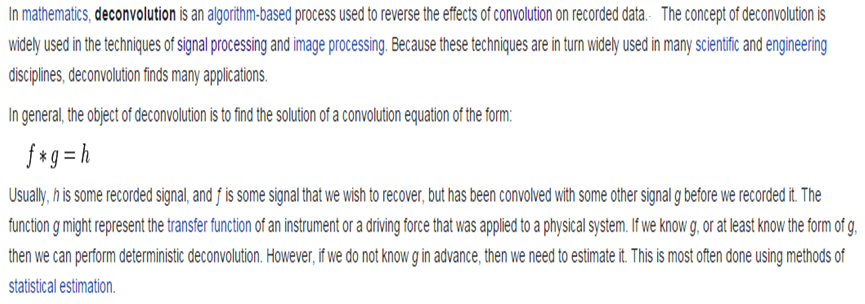 In mathematics, deconvolution is an algorithm-based process used to reverse the effects of convolution on recorded data. The concept of deconvolution is
widely used in the techniques of signal processing and image processing. Because these techniques are in turn widely used in many scientific and engineering
disciplines, deconvolution finds many applications.
In general, the object of deconvolution is to find the solution of a convolution equation of the form:
f * g = h
Usually, h is some recorded signal, and f is some signal that we wish to recover, but has been convolved with some other signal g before we recorded it. The
function g might represent the transfer function of an instrument or a driving force that was applied to a physical system. If we know g, or at least know the form of g,
then we can perform deterministic deconvolution. However, if we do not know g in advance, then we need to estimate it. This is most often done using methods of
statistical estimation.